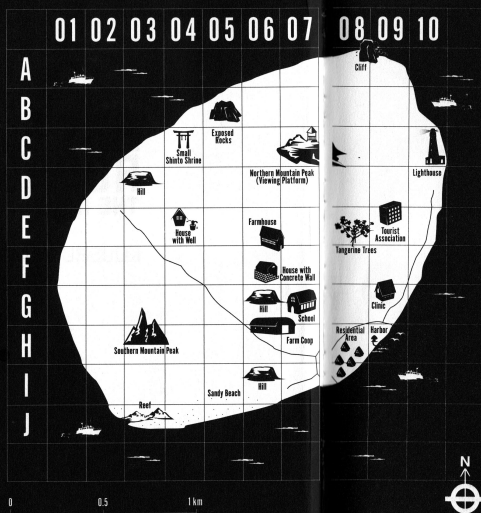 01 02 03 04 05 06 07 08 09 10
A
Cliff
B
Exposed
Rocks
C
Small
Shinto Shrine
Northern Mountain Peak
(Viewing Platform)
Lighthouse
D
Hill
E
House
with Well
Farmhouse
Tangerine Trees
Tourist
Association
F
House with
Concrete Wall
G
Hill
School
Clinic
H
Southern Mountain Peak
Farm Coop
Residential
Area
Harbor
I
Hill
Sandy Beach
J
Reef
N
0 0.5 1 km